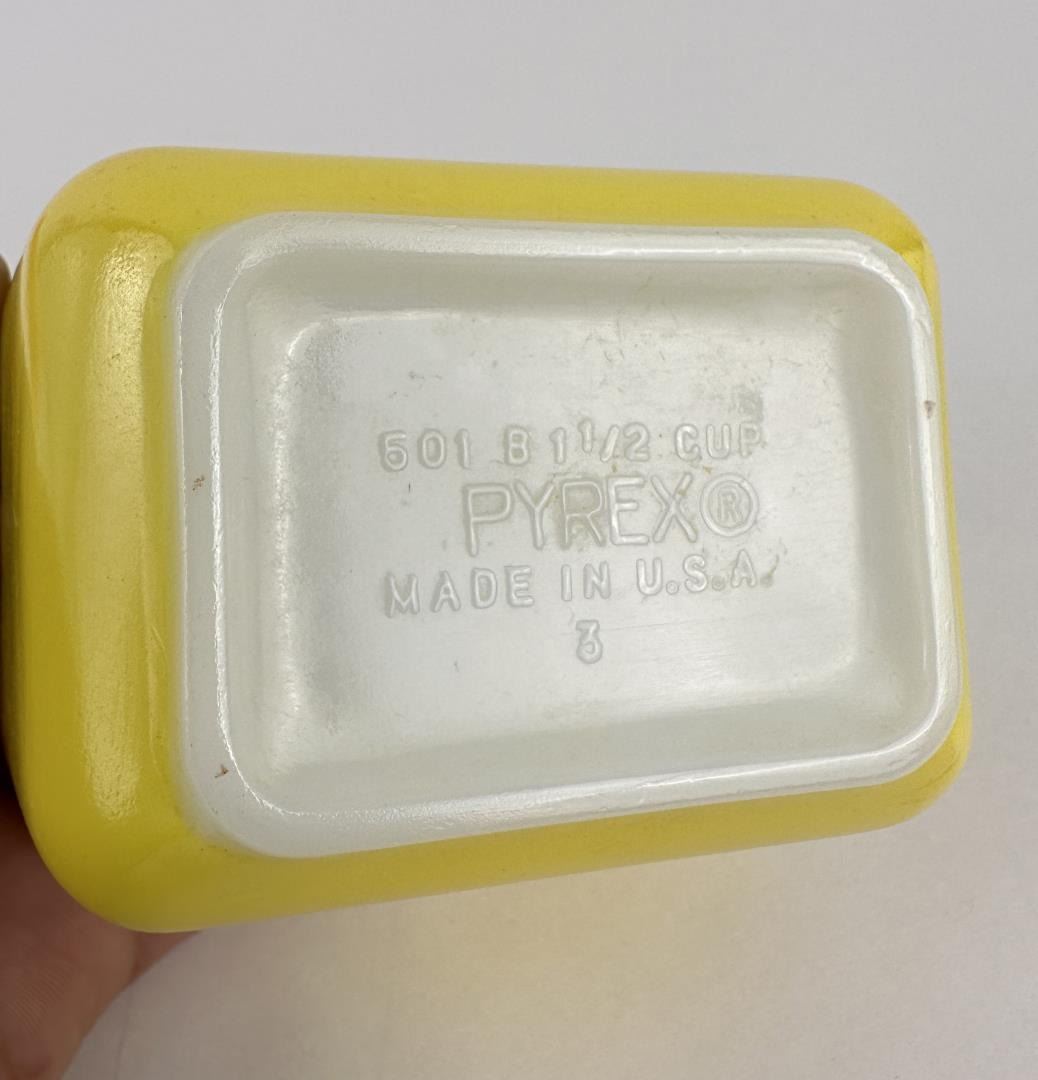 501 B 1 1/2 CUP
PYREX®
MADE IN U.S.A.
3